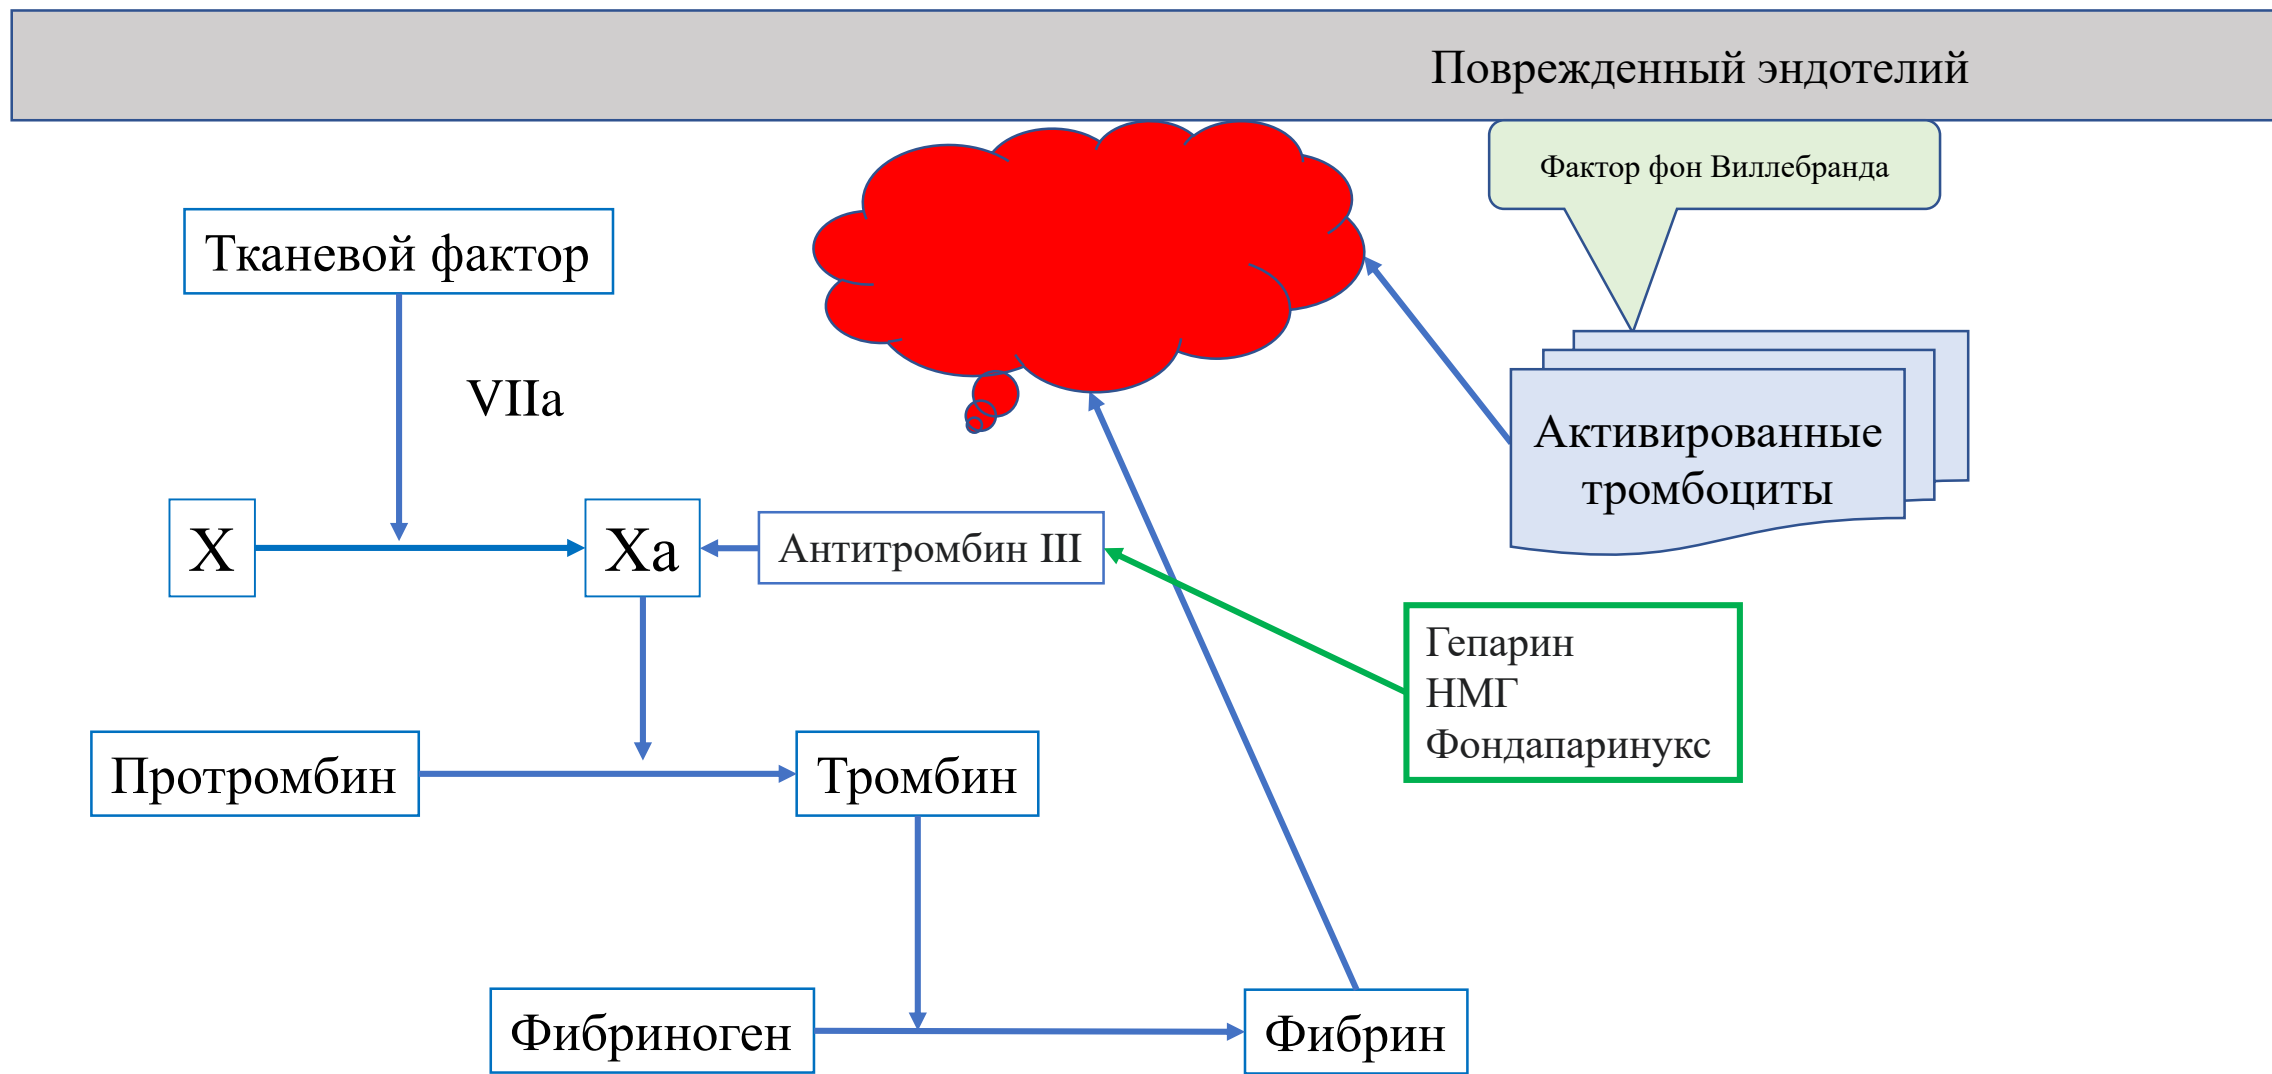 Поврежденный эндотелий
Фактор фон Виллебранда
Тканевой фактор
VIIa
Активированные
тромбоциты
X
Xa
Антитромбин III
Гепарин
НМГ
Фондапаринукс
Протромбин
Тромбин
Фибриноген
Фибрин